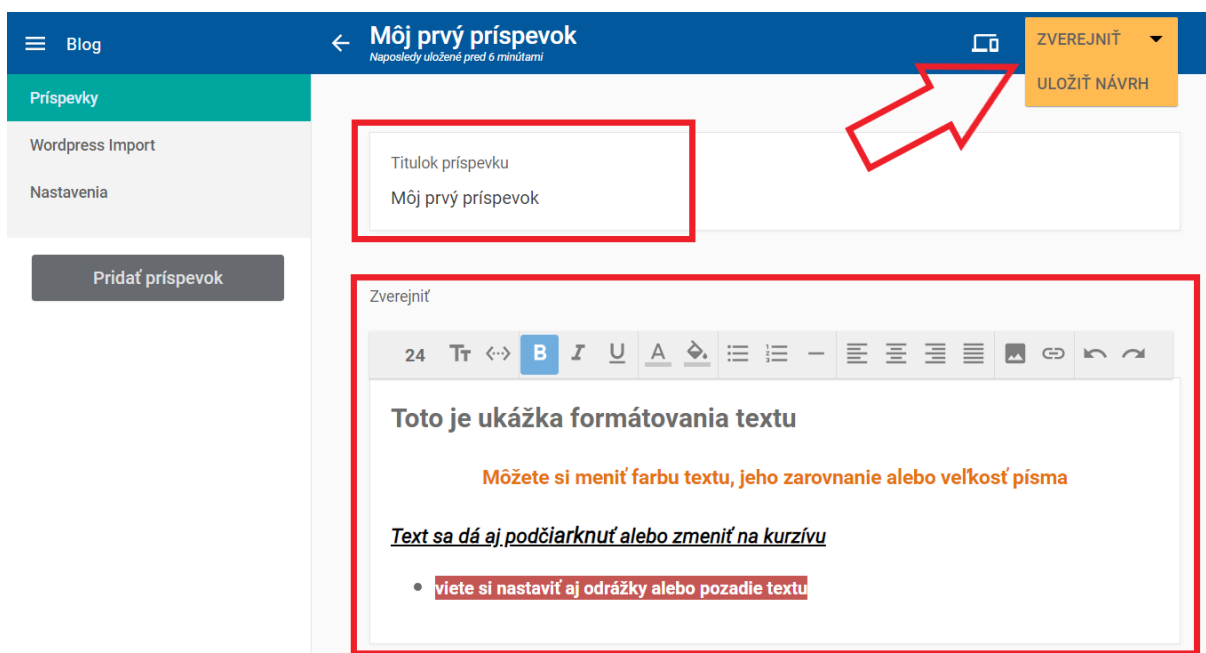 Blog
Môj prvý príspevok
Naposledy uložené pred 6 minútami
ZVEREJNIŤ
ULOŽIŤ NÁVRH
Príspevky
Wordpress Import
Nastavenia
Pridať príspevok
Titulok príspevku
Môj prvý príspevok
Zverejniť
24 Tт B I U A
Toto je ukážka formátovania textu
Môžete si meniť farbu textu, jeho zarovnanie alebo veľkosť písma
Text sa dá aj podčiarknuť alebo zmeniť na kurzívu
• viete si nastaviť aj odrážky alebo pozadie textu